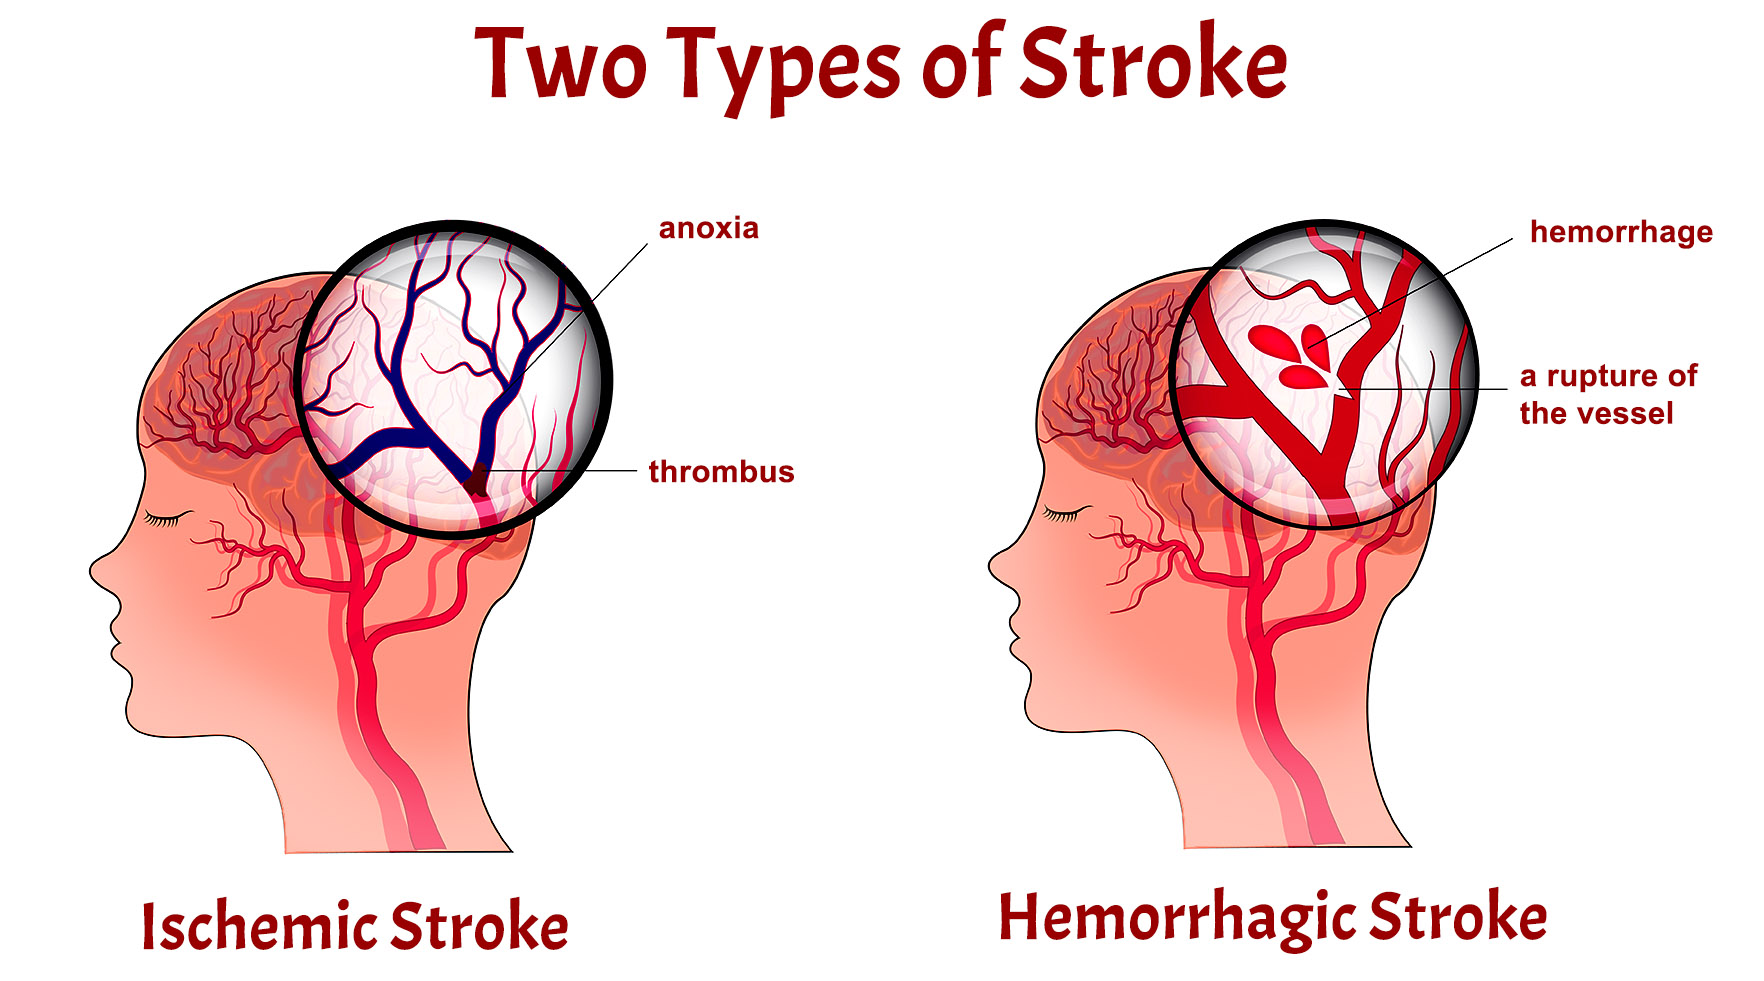 Two Types of Stroke
anoxia
thrombus
Ischemic Stroke
hemorrhage
a rupture of
the vessel
Hemorrhagic Stroke